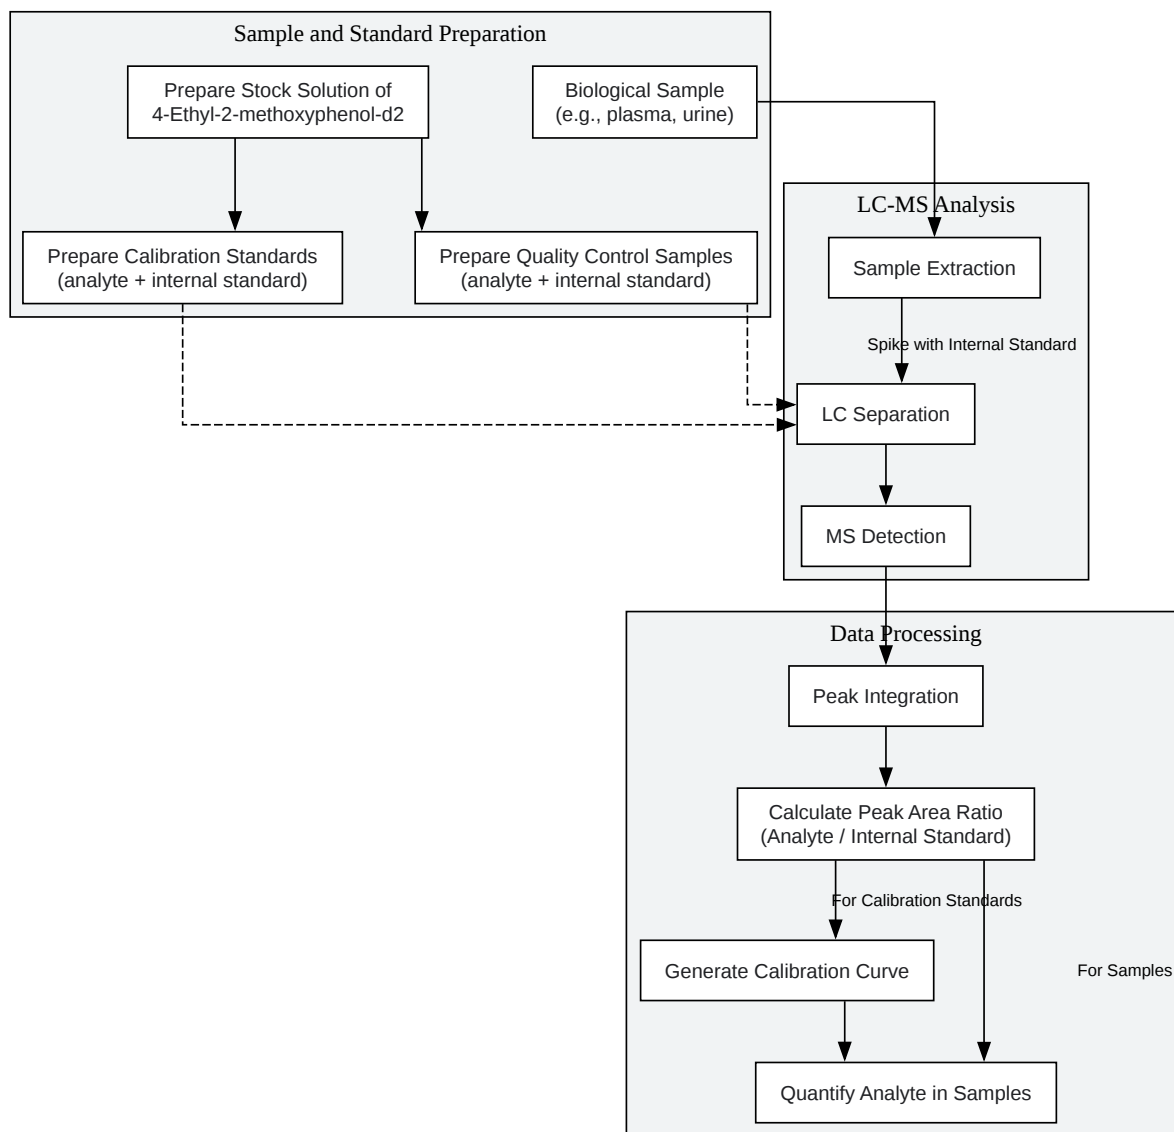 Sample and Standard Preparation
Prepare Stock Solution of
4-Ethyl-2-methoxyphenol-d2
Biological Sample
(e.g., plasma, urine)
Prepare Calibration Standards
(analyte + internal standard)
Prepare Quality Control Samples
(analyte + internal standard)
LC-MS Analysis
Sample Extraction
Spike with Internal Standard
LC Separation
MS Detection
Data Processing
Peak Integration
Calculate Peak Area Ratio
(Analyte / Internal Standard)
For Calibration Standards
Generate Calibration Curve
For Samples
Quantify Analyte in Samples